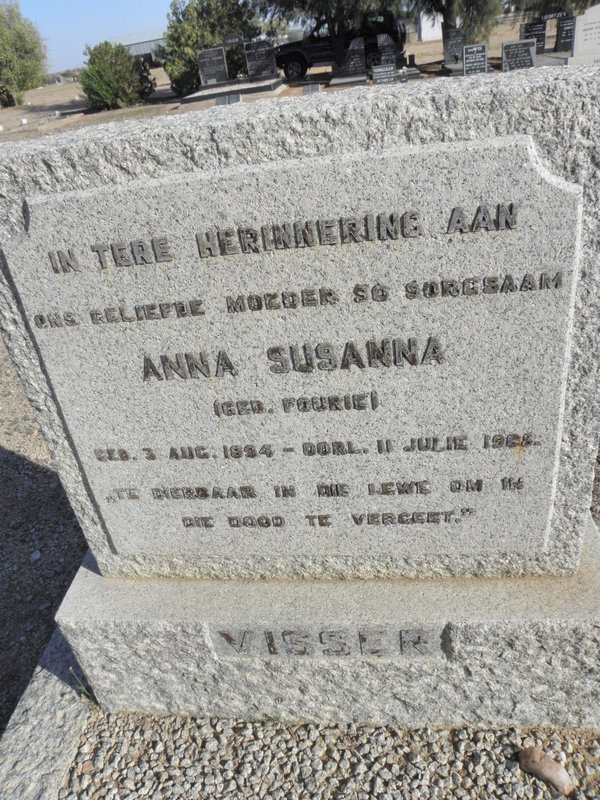 IN TERE HERINNERING AAN
ONS GELIEFDE MOEDER SO SORGSAAM
ANNA SUSANNA
(GEB. FOURIE)
GEB. 3 AUG. 1894 – OORL. 11 JULIE
„TE DIERBAAR IN DIE LEWE OM IN
DIE DOOD TE VERGEET."
VISSER